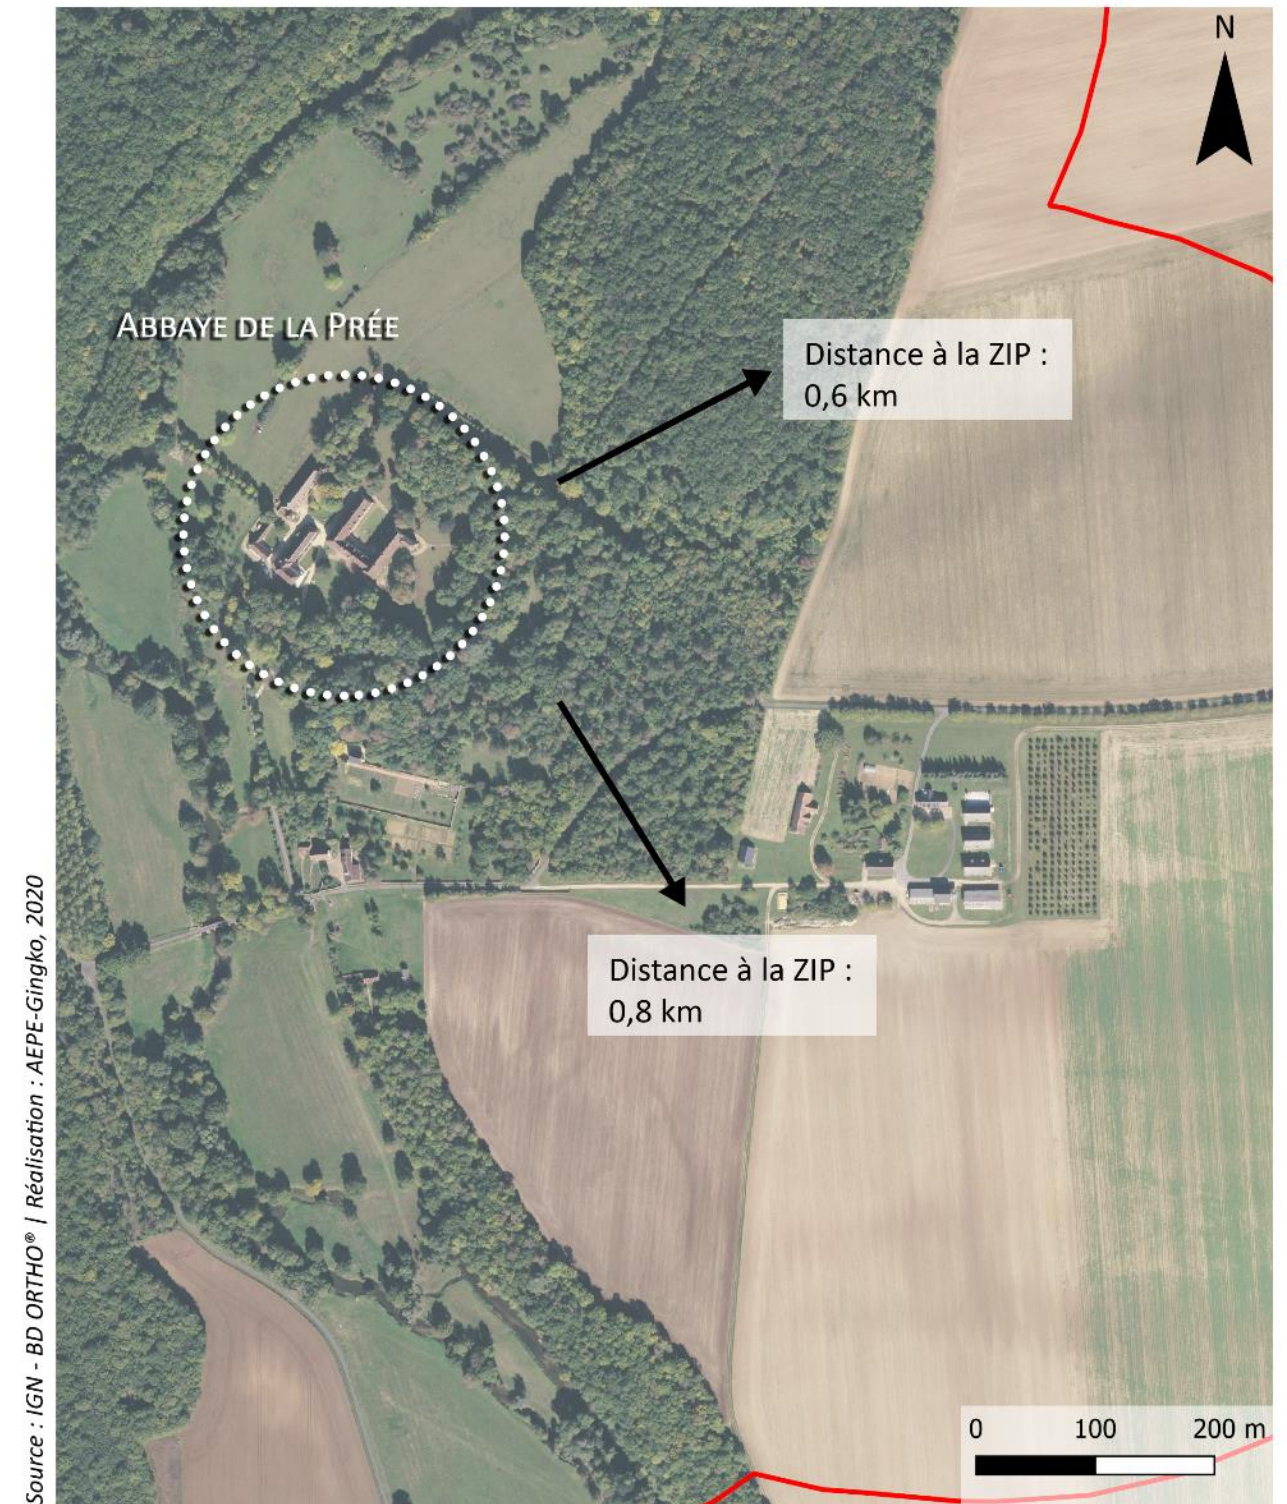 N
ABBAYE DE LA PRÉE
Distance à la ZIP :
0,6 km
Distance à la ZIP :
0,8 km
0 100 200 m
Source : IGN - BD ORTHO® | Réalisation : AEPE-Gingko, 2020